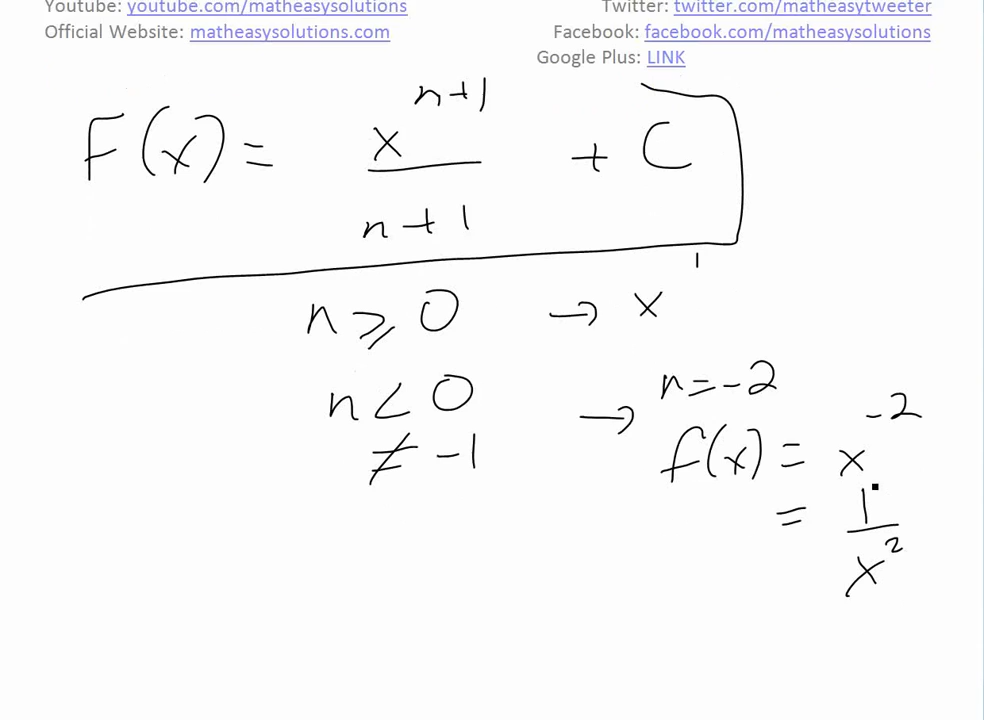 Youtube: youtube.com/matheasysolutions Twitter: twitter.com/matheasytweeter
Official Website: matheasysolutions.com Facebook: facebook.com/matheasysolutions
Google Plus: LINK
F(x) = x^(n+1) / (n+1) + C
n ≥ 0 → x^1
n < 0 → n = -2
≠ -1 f(x) = x^(-2)
= 1/x^2